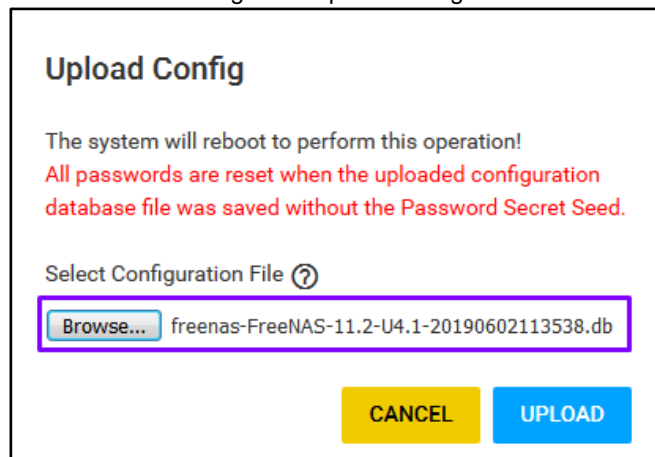 Upload Config
The system will reboot to perform this operation!
All passwords are reset when the uploaded configuration
database file was saved without the Password Secret Seed.
Select Configuration File ?
Browse... freenas-FreeNAS-11.2-U4.1-20190602113538.db
CANCEL UPLOAD